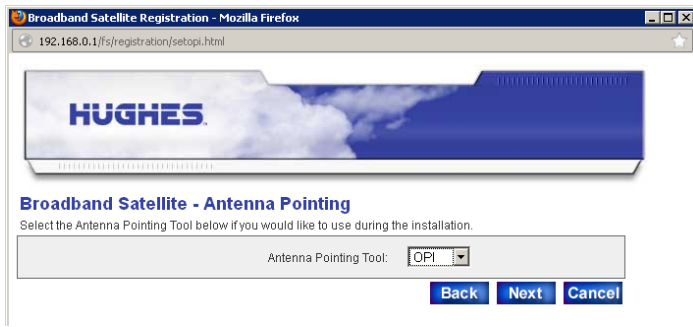 Broadband Satellite Registration - Mozilla Firefox
192.168.0.1/fs/registration/setopi.html
HUGHES.
Broadband Satellite - Antenna Pointing
Select the Antenna Pointing Tool below if you would like to use during the installation.
Antenna Pointing Tool: OPI
Back Next Cancel